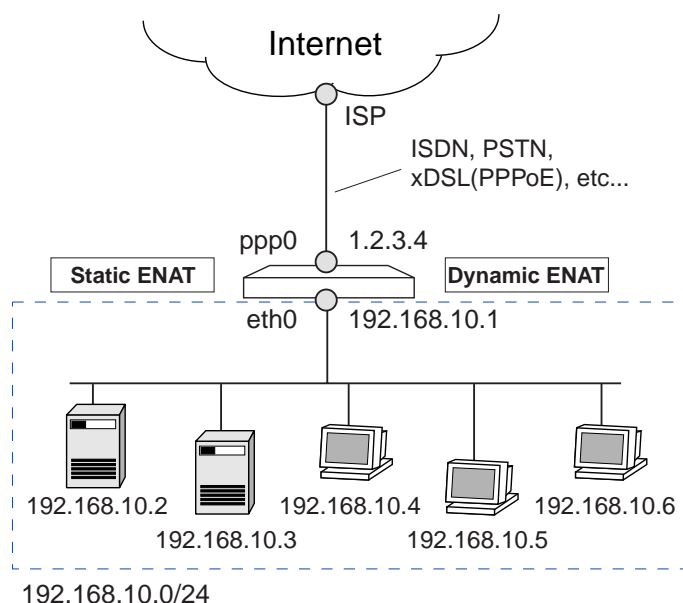 Internet
ISP
ISDN, PSTN,
xDSL(PPPoE), etc...
ppp0
1.2.3.4
Static ENAT
Dynamic ENAT
eth0
192.168.10.1
192.168.10.2
192.168.10.3
192.168.10.4
192.168.10.5
192.168.10.6
192.168.10.0/24